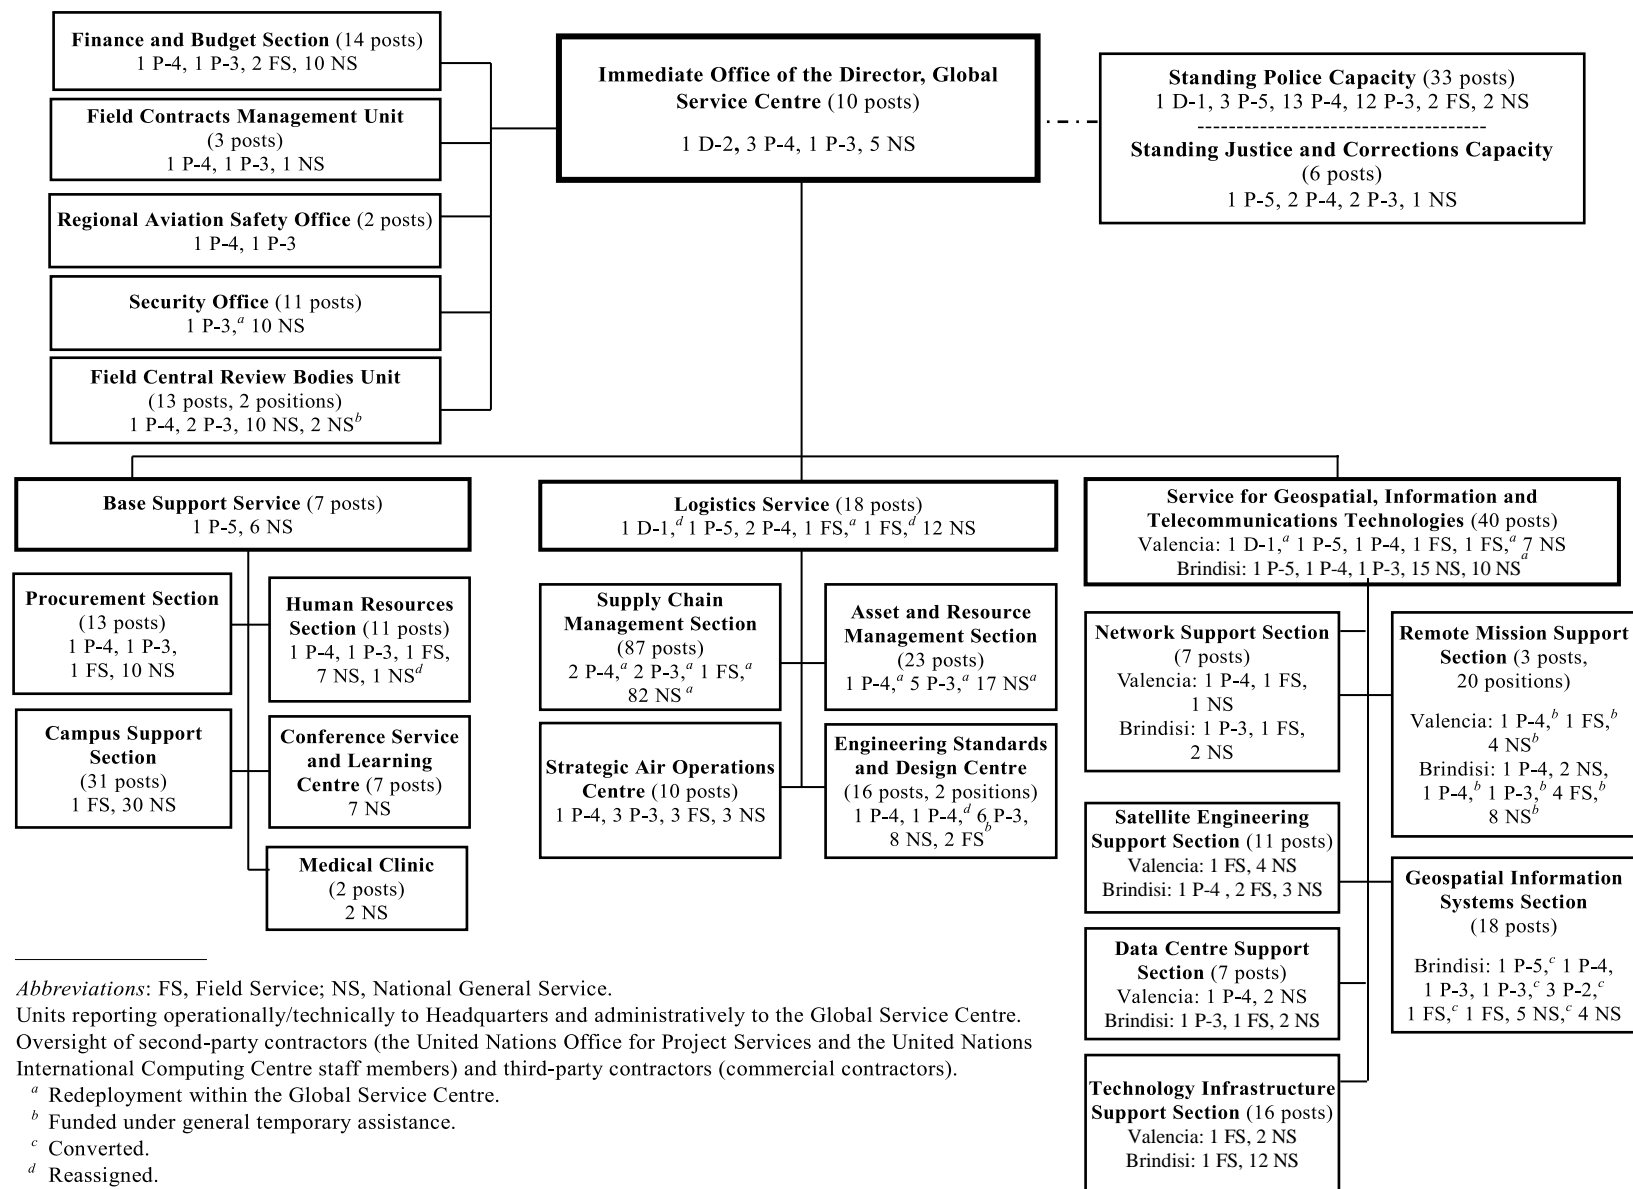 Finance and Budget Section (14 posts)
1 P-4, 1 P-3, 2 FS, 10 NS
Field Contracts Management Unit
(3 posts)
1 P-4, 1 P-3, 1 NS
Regional Aviation Safety Office (2 posts)
1 P-4, 1 P-3
Security Office (11 posts)
1 P-3,a 10 NS
Field Central Review Bodies Unit
(13 posts, 2 positions)
1 P-4, 2 P-3, 10 NS, 2 NSb
Immediate Office of the Director, Global
Service Centre (10 posts)
1 D-2, 3 P-4, 1 P-3, 5 NS
Standing Police Capacity (33 posts)
1 D-1, 3 P-5, 13 P-4, 12 P-3, 2 FS, 2 NS
-------------------------------------
Standing Justice and Corrections Capacity
(6 posts)
1 P-5, 2 P-4, 2 P-3, 1 NS
Base Support Service (7 posts)
1 P-5, 6 NS
Procurement Section
(13 posts)
1 P-4, 1 P-3,
1 FS, 10 NS
Human Resources
Section (11 posts)
1 P-4, 1 P-3, 1 FS,
7 NS, 1 NSd
Campus Support
Section
(31 posts)
1 FS, 30 NS
Conference Service
and Learning
Centre (7 posts)
7 NS
Medical Clinic
(2 posts)
2 NS
Logistics Service (18 posts)
1 D-1,d 1 P-5, 2 P-4, 1 FS,a 1 FS,d 12 NS
Supply Chain
Management Section
(87 posts)
2 P-4,a 2 P-3,a 1 FS,a
82 NSa
Asset and Resource
Management Section
(23 posts)
1 P-4,a 5 P-3,a 17 NSa
Strategic Air Operations
Centre (10 posts)
1 P-4, 3 P-3, 3 FS, 3 NS
Engineering Standards
and Design Centre
(16 posts, 2 positions)
1 P-4, 1 P-4,d 6 P-3,
8 NS, 2 FSb
Service for Geospatial, Information and
Telecommunications Technologies (40 posts)
Valencia: 1 D-1,a 1 P-5, 1 P-4, 1 FS, 1 FS,a 7 NS
Brindisi: 1 P-5, 1 P-4, 1 P-3, 15 NS, 10 NSa
Network Support Section
(7 posts)
Valencia: 1 P-4, 1 FS,
1 NS
Brindisi: 1 P-3, 1 FS,
2 NS
Remote Mission Support
Section (3 posts,
20 positions)
Valencia: 1 P-4,b 1 FS,b
4 NSb
Brindisi: 1 P-4, 2 NS,
1 P-4,b 1 P-3,b 4 FS,b
8 NSb
Satellite Engineering
Support Section (11 posts)
Valencia: 1 FS, 4 NS
Brindisi: 1 P-4 , 2 FS, 3 NS
Geospatial Information
Systems Section
(18 posts)
Brindisi: 1 P-5,c 1 P-4,
1 P-3, 1 P-3,c 3 P-2,c
1 FS,c 1 FS, 5 NS,c 4 NS
Data Centre Support
Section (7 posts)
Valencia: 1 P-4, 2 NS
Brindisi: 1 P-3, 1 FS, 2 NS
Technology Infrastructure
Support Section (16 posts)
Valencia: 1 FS, 2 NS
Brindisi: 1 FS, 12 NS
Abbreviations: FS, Field Service; NS, National General Service.
Units reporting operationally/technically to Headquarters and administratively to the Global Service Centre.
Oversight of second-party contractors (the United Nations Office for Project Services and the United Nations
International Computing Centre staff members) and third-party contractors (commercial contractors).
a Redeployment within the Global Service Centre.
b Funded under general temporary assistance.
c Converted.
d Reassigned.